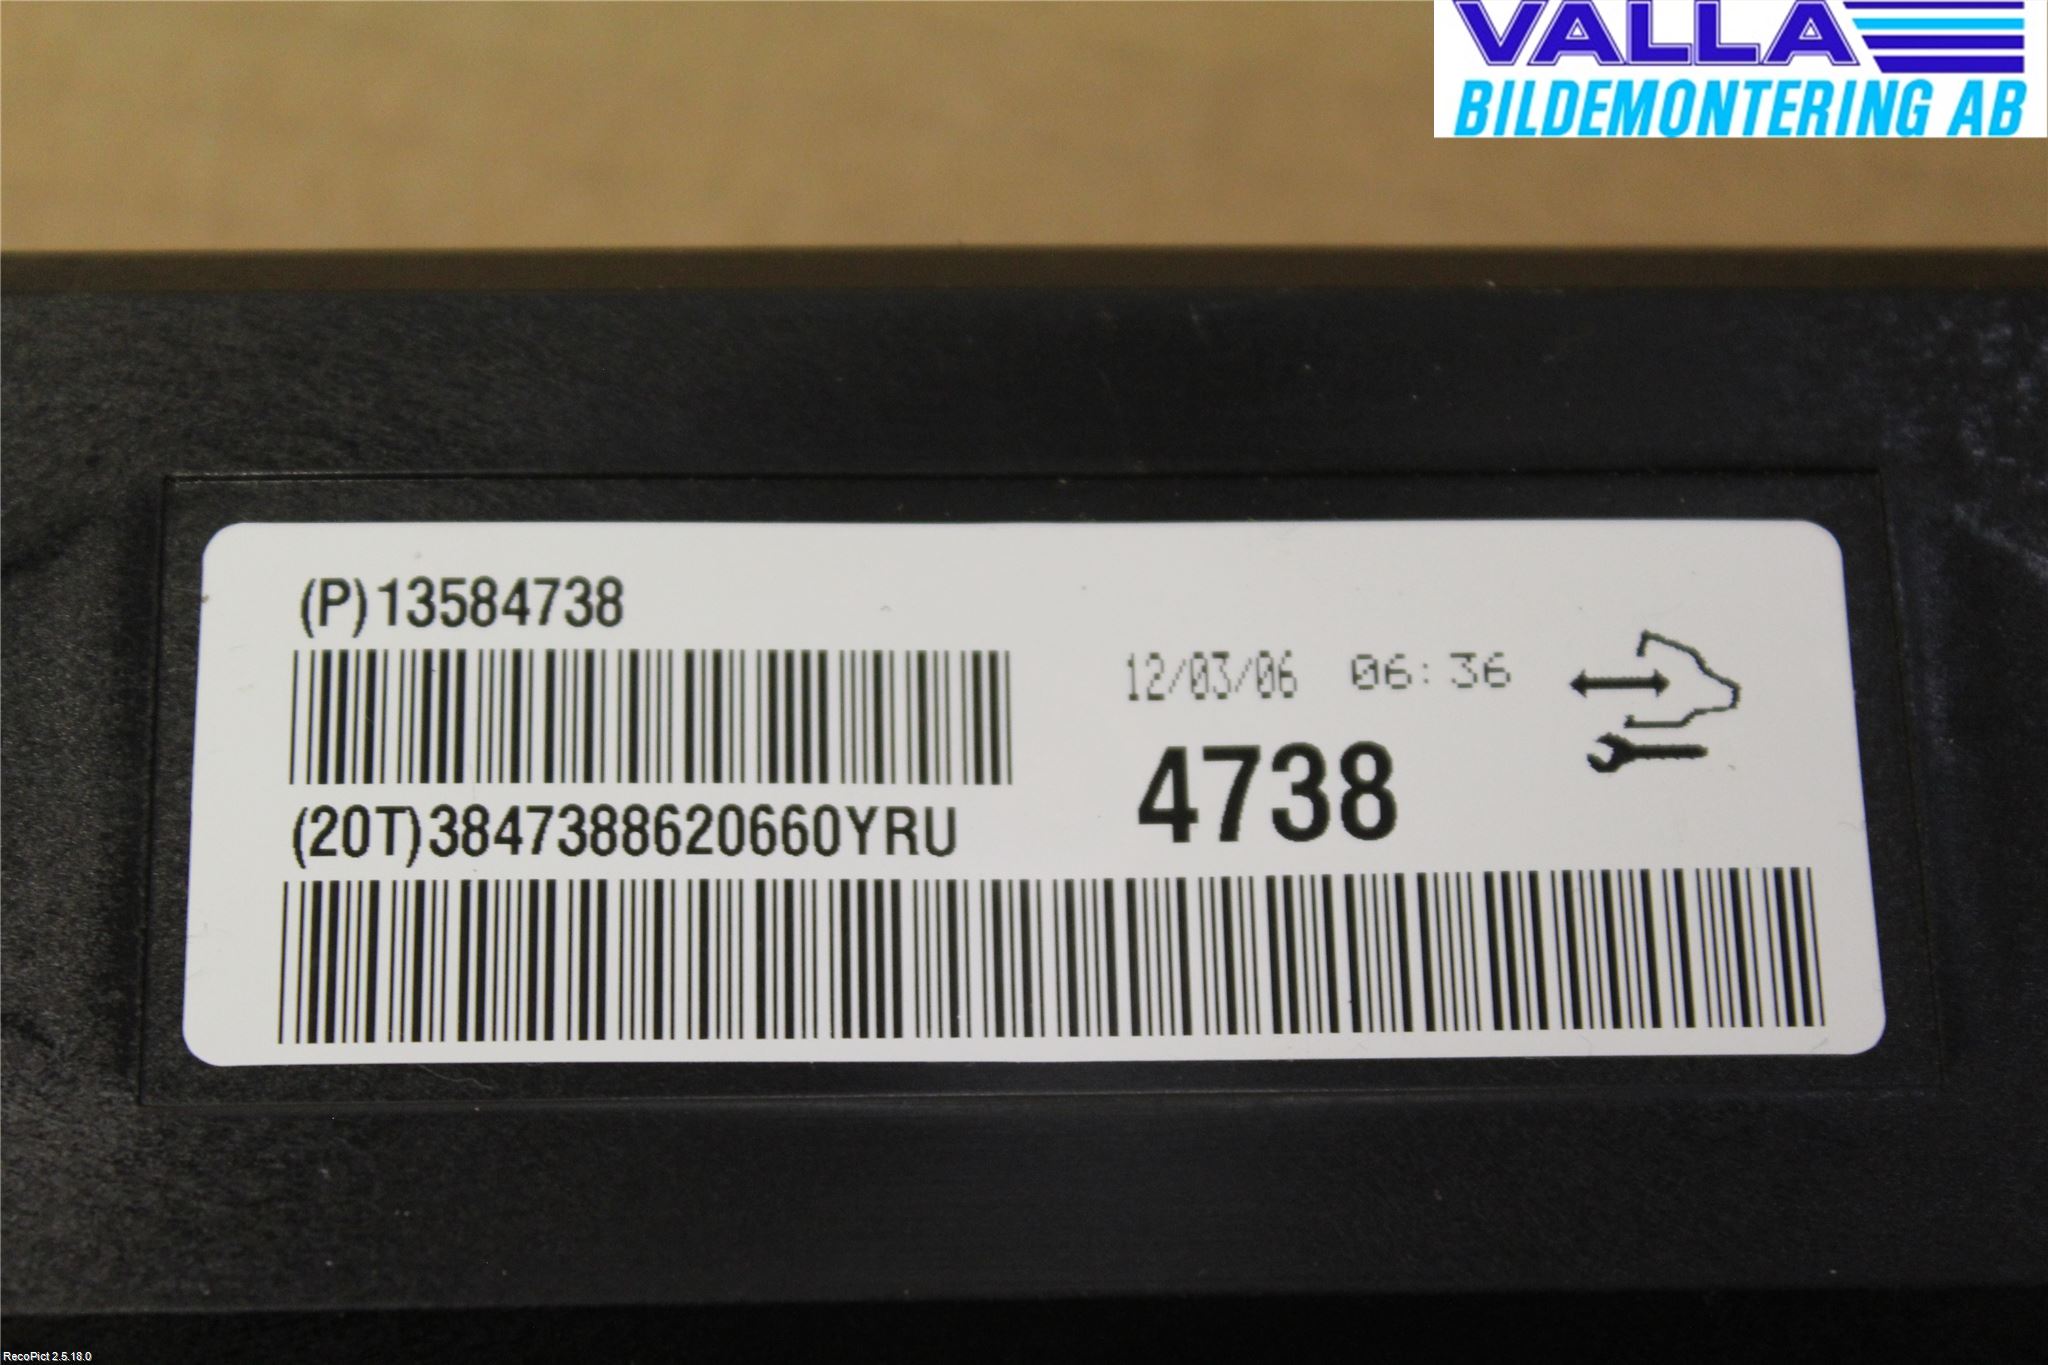 VALLA
BILDEMONTERING AB
(P)13584738
12/03/06 06:36
4738
(20T)3847388620660YRU
RecoPict 2.5.18.0